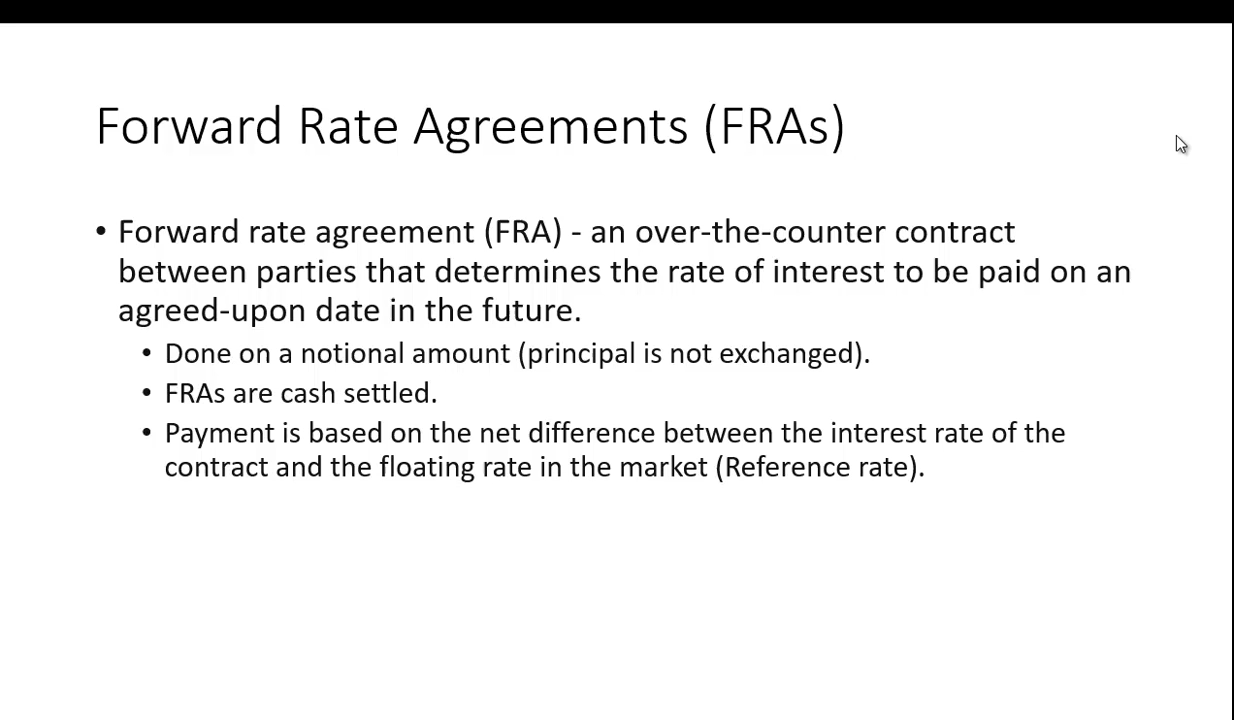 Forward Rate Agreements (FRAs)
• Forward rate agreement (FRA) - an over-the-counter contract
between parties that determines the rate of interest to be paid on an
agreed-upon date in the future.
• Done on a notional amount (principal is not exchanged).
• FRAs are cash settled.
• Payment is based on the net difference between the interest rate of the
contract and the floating rate in the market (Reference rate).